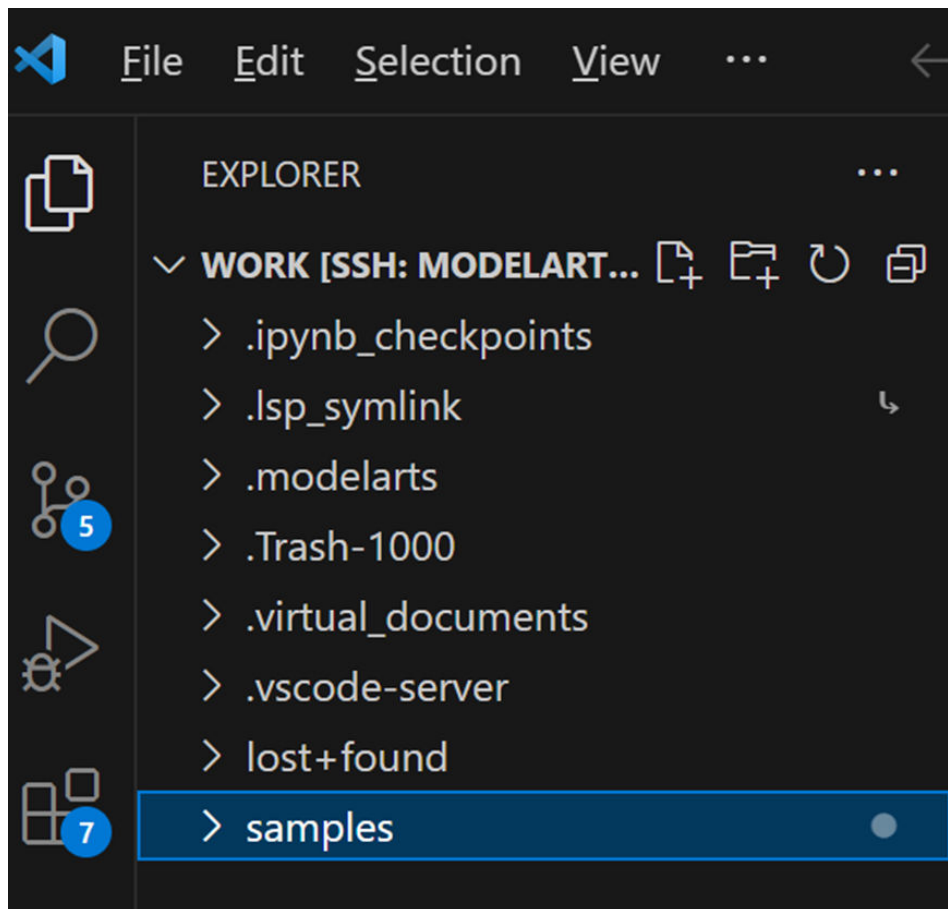 File Edit Selection View ...
EXPLORER ...
WORK [SSH: MODELART...
.ipynb_checkpoints
.lsp_symlink
.modelarts
5
.Trash-1000
.virtual_documents
.vscode-server
lost+found
7
samples